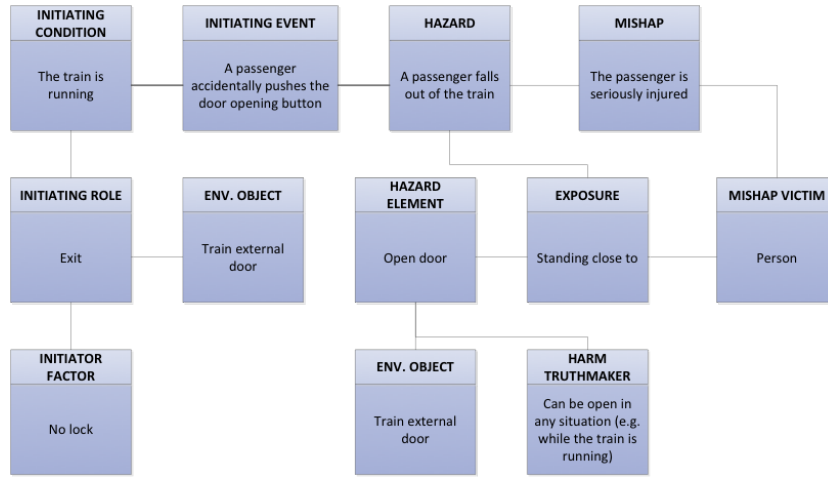 INITIATING
CONDITION
The train is
running
INITIATING EVENT
A passenger
accidentally pushes the
door opening button
HAZARD
A passenger falls
out of the train
MISHAP
The passenger is
seriously injured
INITIATING ROLE
Exit
ENV. OBJECT
Train external
door
HAZARD
ELEMENT
Open door
EXPOSURE
Standing close to
MISHAP VICTIM
Person
INITIATOR
FACTOR
No lock
ENV. OBJECT
Train external
door
HARM
TRUTHMAKER
Can be open in
any situation (e.g.
while the train is
running)